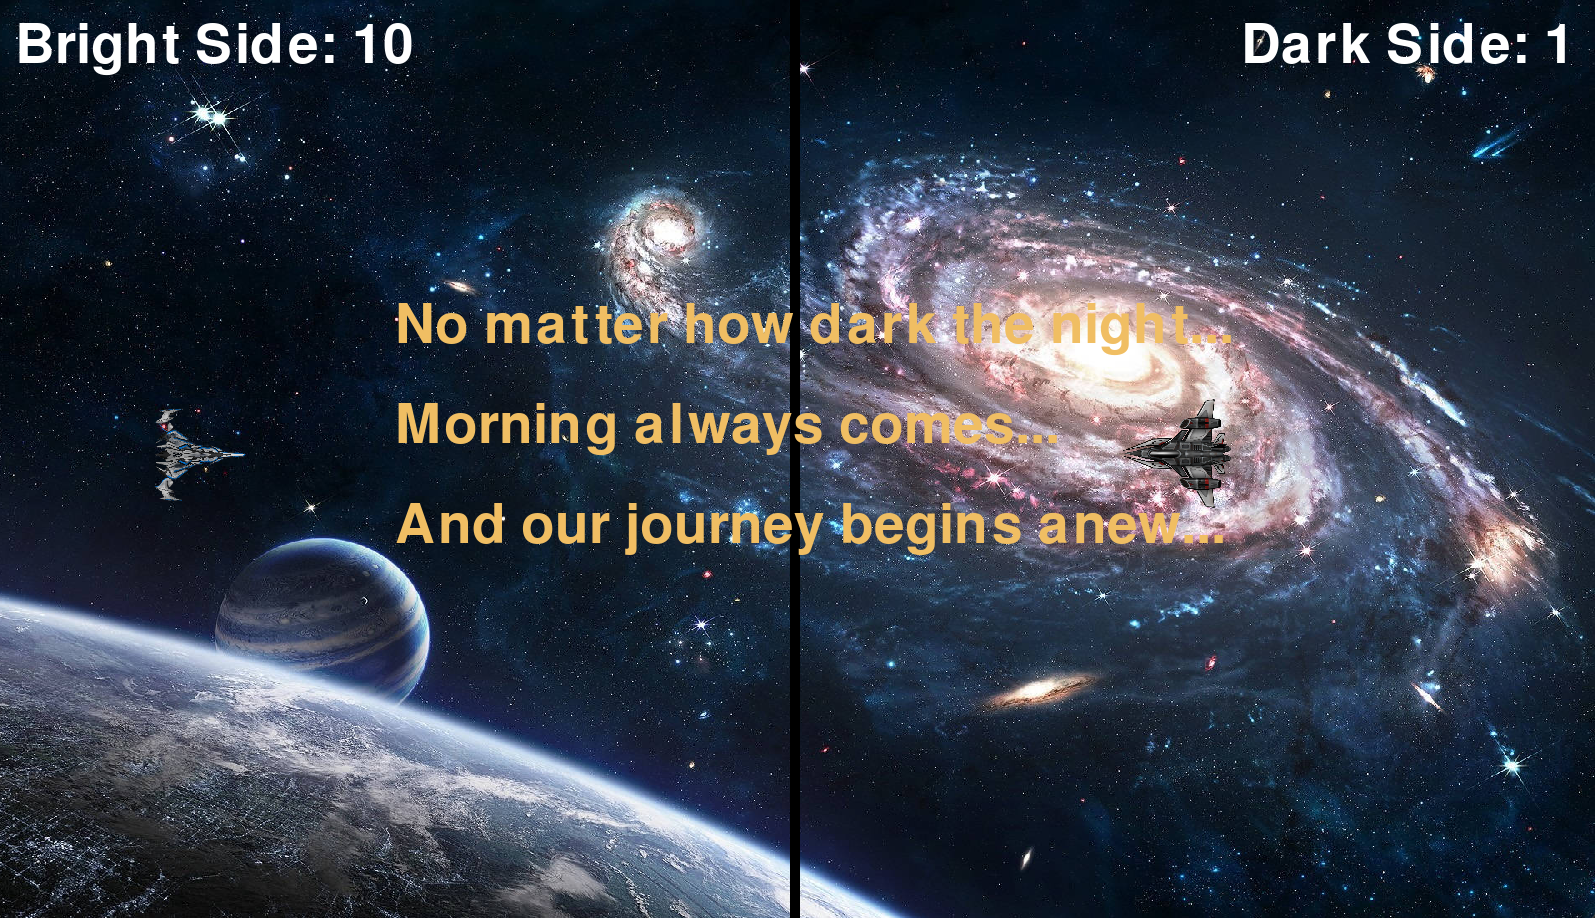 Bright Side: 10
Dark Side: 1
No matter how dark the night...
Morning always comes...
And our journey begins anew...